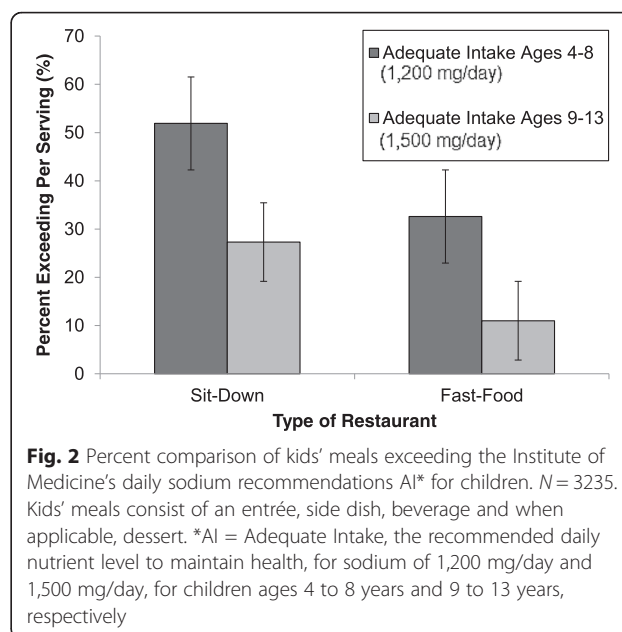 70
60
50
40
30
20
10
0
Percent Exceeding Per Serving (%)
Adequate Intake Ages 4-8
(1,200 mg/day)
Adequate Intake Ages 9-13
(1,500 mg/day)
Sit-Down
Fast-Food
Type of Restaurant
Fig. 2 Percent comparison of kids’ meals exceeding the Institute of
Medicine’s daily sodium recommendations AI* for children. N = 3235.
Kids’ meals consist of an entrée, side dish, beverage and when
applicable, dessert. *AI = Adequate Intake, the recommended daily
nutrient level to maintain health, for sodium of 1,200 mg/day and
1,500 mg/day, for children ages 4 to 8 years and 9 to 13 years,
respectively